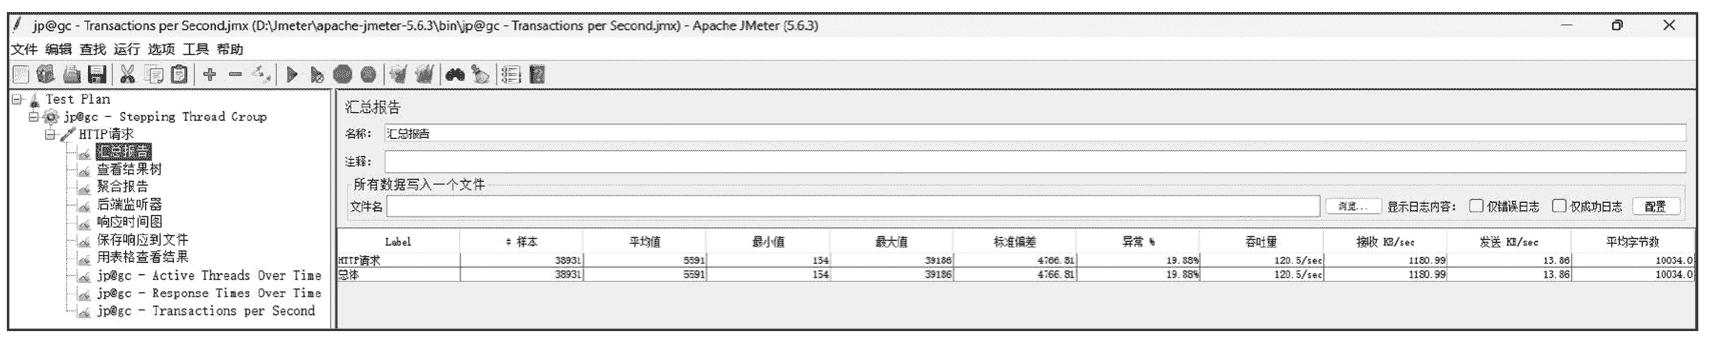 jp@gc - Transactions per Second.jmx (D:\Jmeter\apache-jmeter-5.6.3\bin\jp@gc - Transactions per Second.jmx) - Apache JMeter (5.6.3)
文件 编辑 查找 运行 选项 工具 帮助
Test Plan
jp@gc - Stepping Thread Group
HTTP请求
汇总报告
查看结果树
聚合报告
后端监听器
响应时间图
保存响应到文件
用表格查看结果
jp@gc - Active Threads Over Time
jp@gc - Response Times Over Time
jp@gc - Transactions per Second
汇总报告
名称: 汇总报告
注释:
所有数据写入一个文件
文件名 浏览... 显示日志内容: 仅错误日志 仅成功日志 配置
Label # 样本 平均值 最小值 最大值 标准偏差 异常 % 吞吐量 接收 KB/sec 发送 KB/sec 平均字节数
HTTP请求 38931 5591 154 39186 4766.81 19.88% 120.5/sec 1180.99 13.86 10034.0
总体 38931 5591 154 39186 4766.81 19.88% 120.5/sec 1180.99 13.86 10034.0